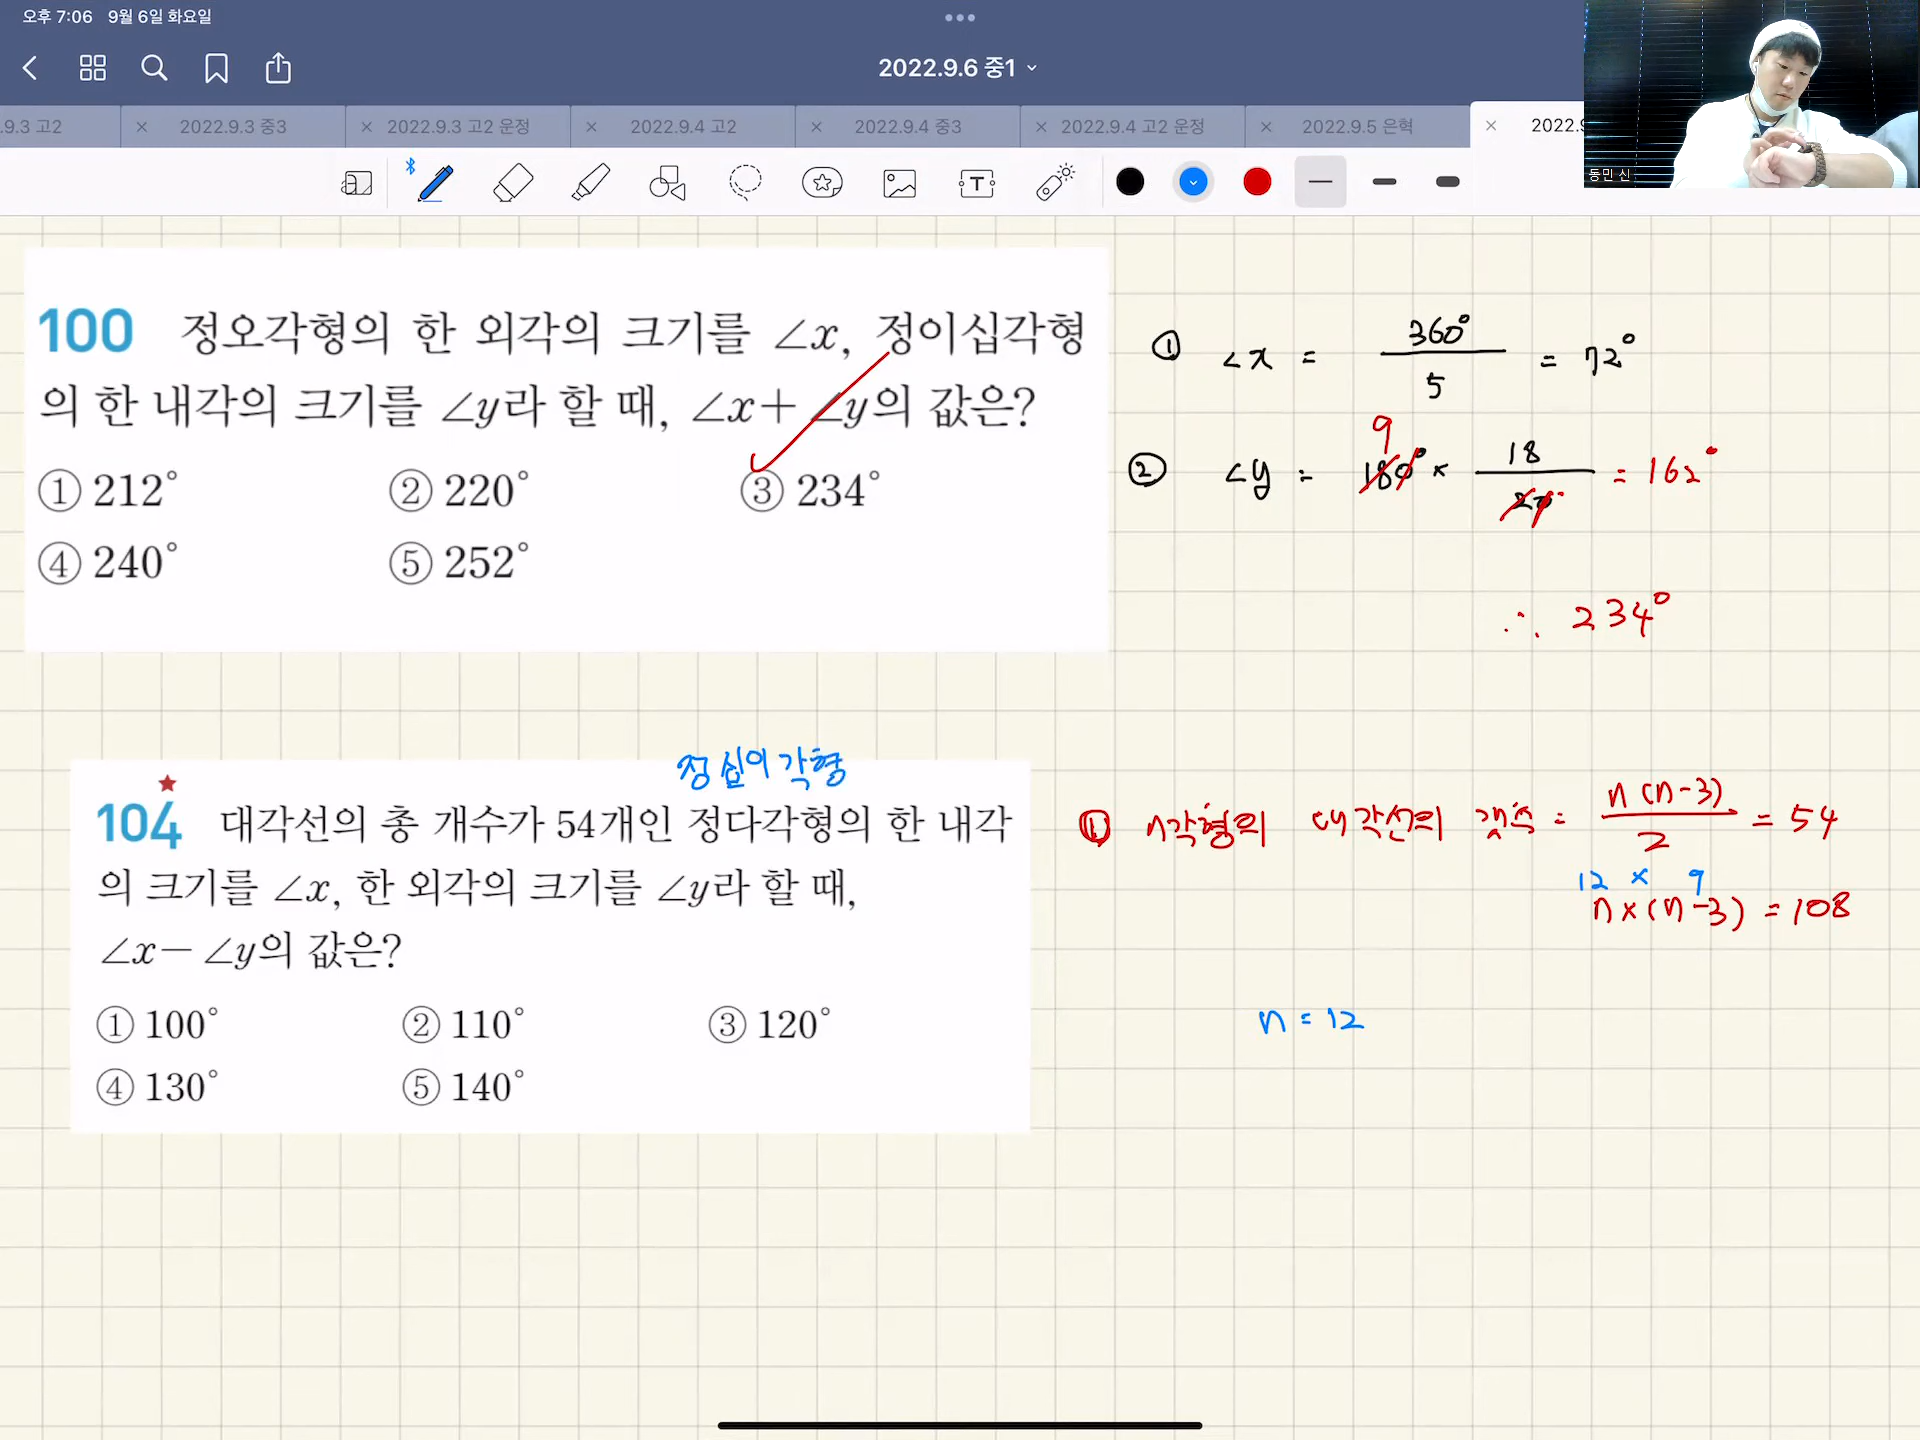 오후 7:06 9월 6일 화요일
2022.9.6 중1
.9.3 고2
2022.9.3 중3
2022.9.3 고2 운정
2022.9.4 고2
2022.9.4 중3
2022.9.4 고2 운정
2022.9.5 은혁
2022.9
동민 신
100 정오각형의 한 외각의 크기를 ∠x, 정이십각형
의 한 내각의 크기를 ∠y라 할 때, ∠x+∠y의 값은?
① 212° ② 220° ③ 234°
④ 240° ⑤ 252°
① ∠x = 360°/5 = 72°
9
② ∠y = 180° × 18/20 = 162°
∴ 234°
정십이각형
104 대각선의 총 개수가 54개인 정다각형의 한 내각
의 크기를 ∠x, 한 외각의 크기를 ∠y라 할 때,
∠x−∠y의 값은?
① 100° ② 110° ③ 120°
④ 130° ⑤ 140°
① n각형의 대각선의 갯수 = n(n-3)/2 = 54
12 × 9
n×(n-3) = 108
n = 12